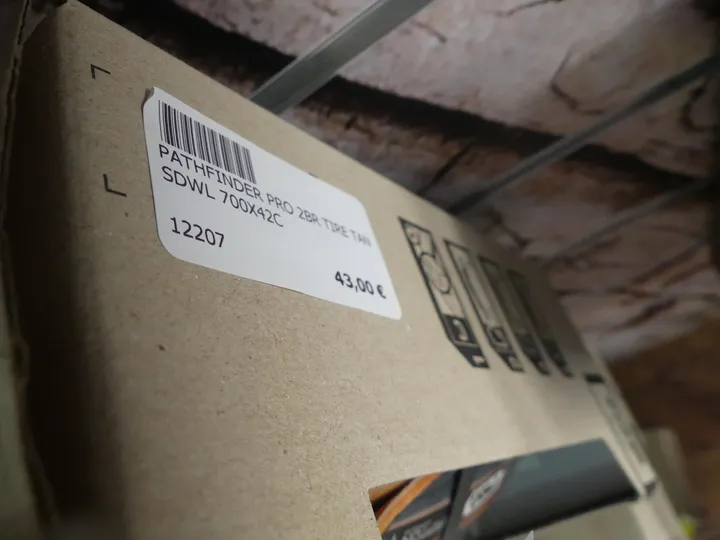 PATHFINDER PRO 2BR TIRE TAN
SDWL 700X42C
12207
43,00 €